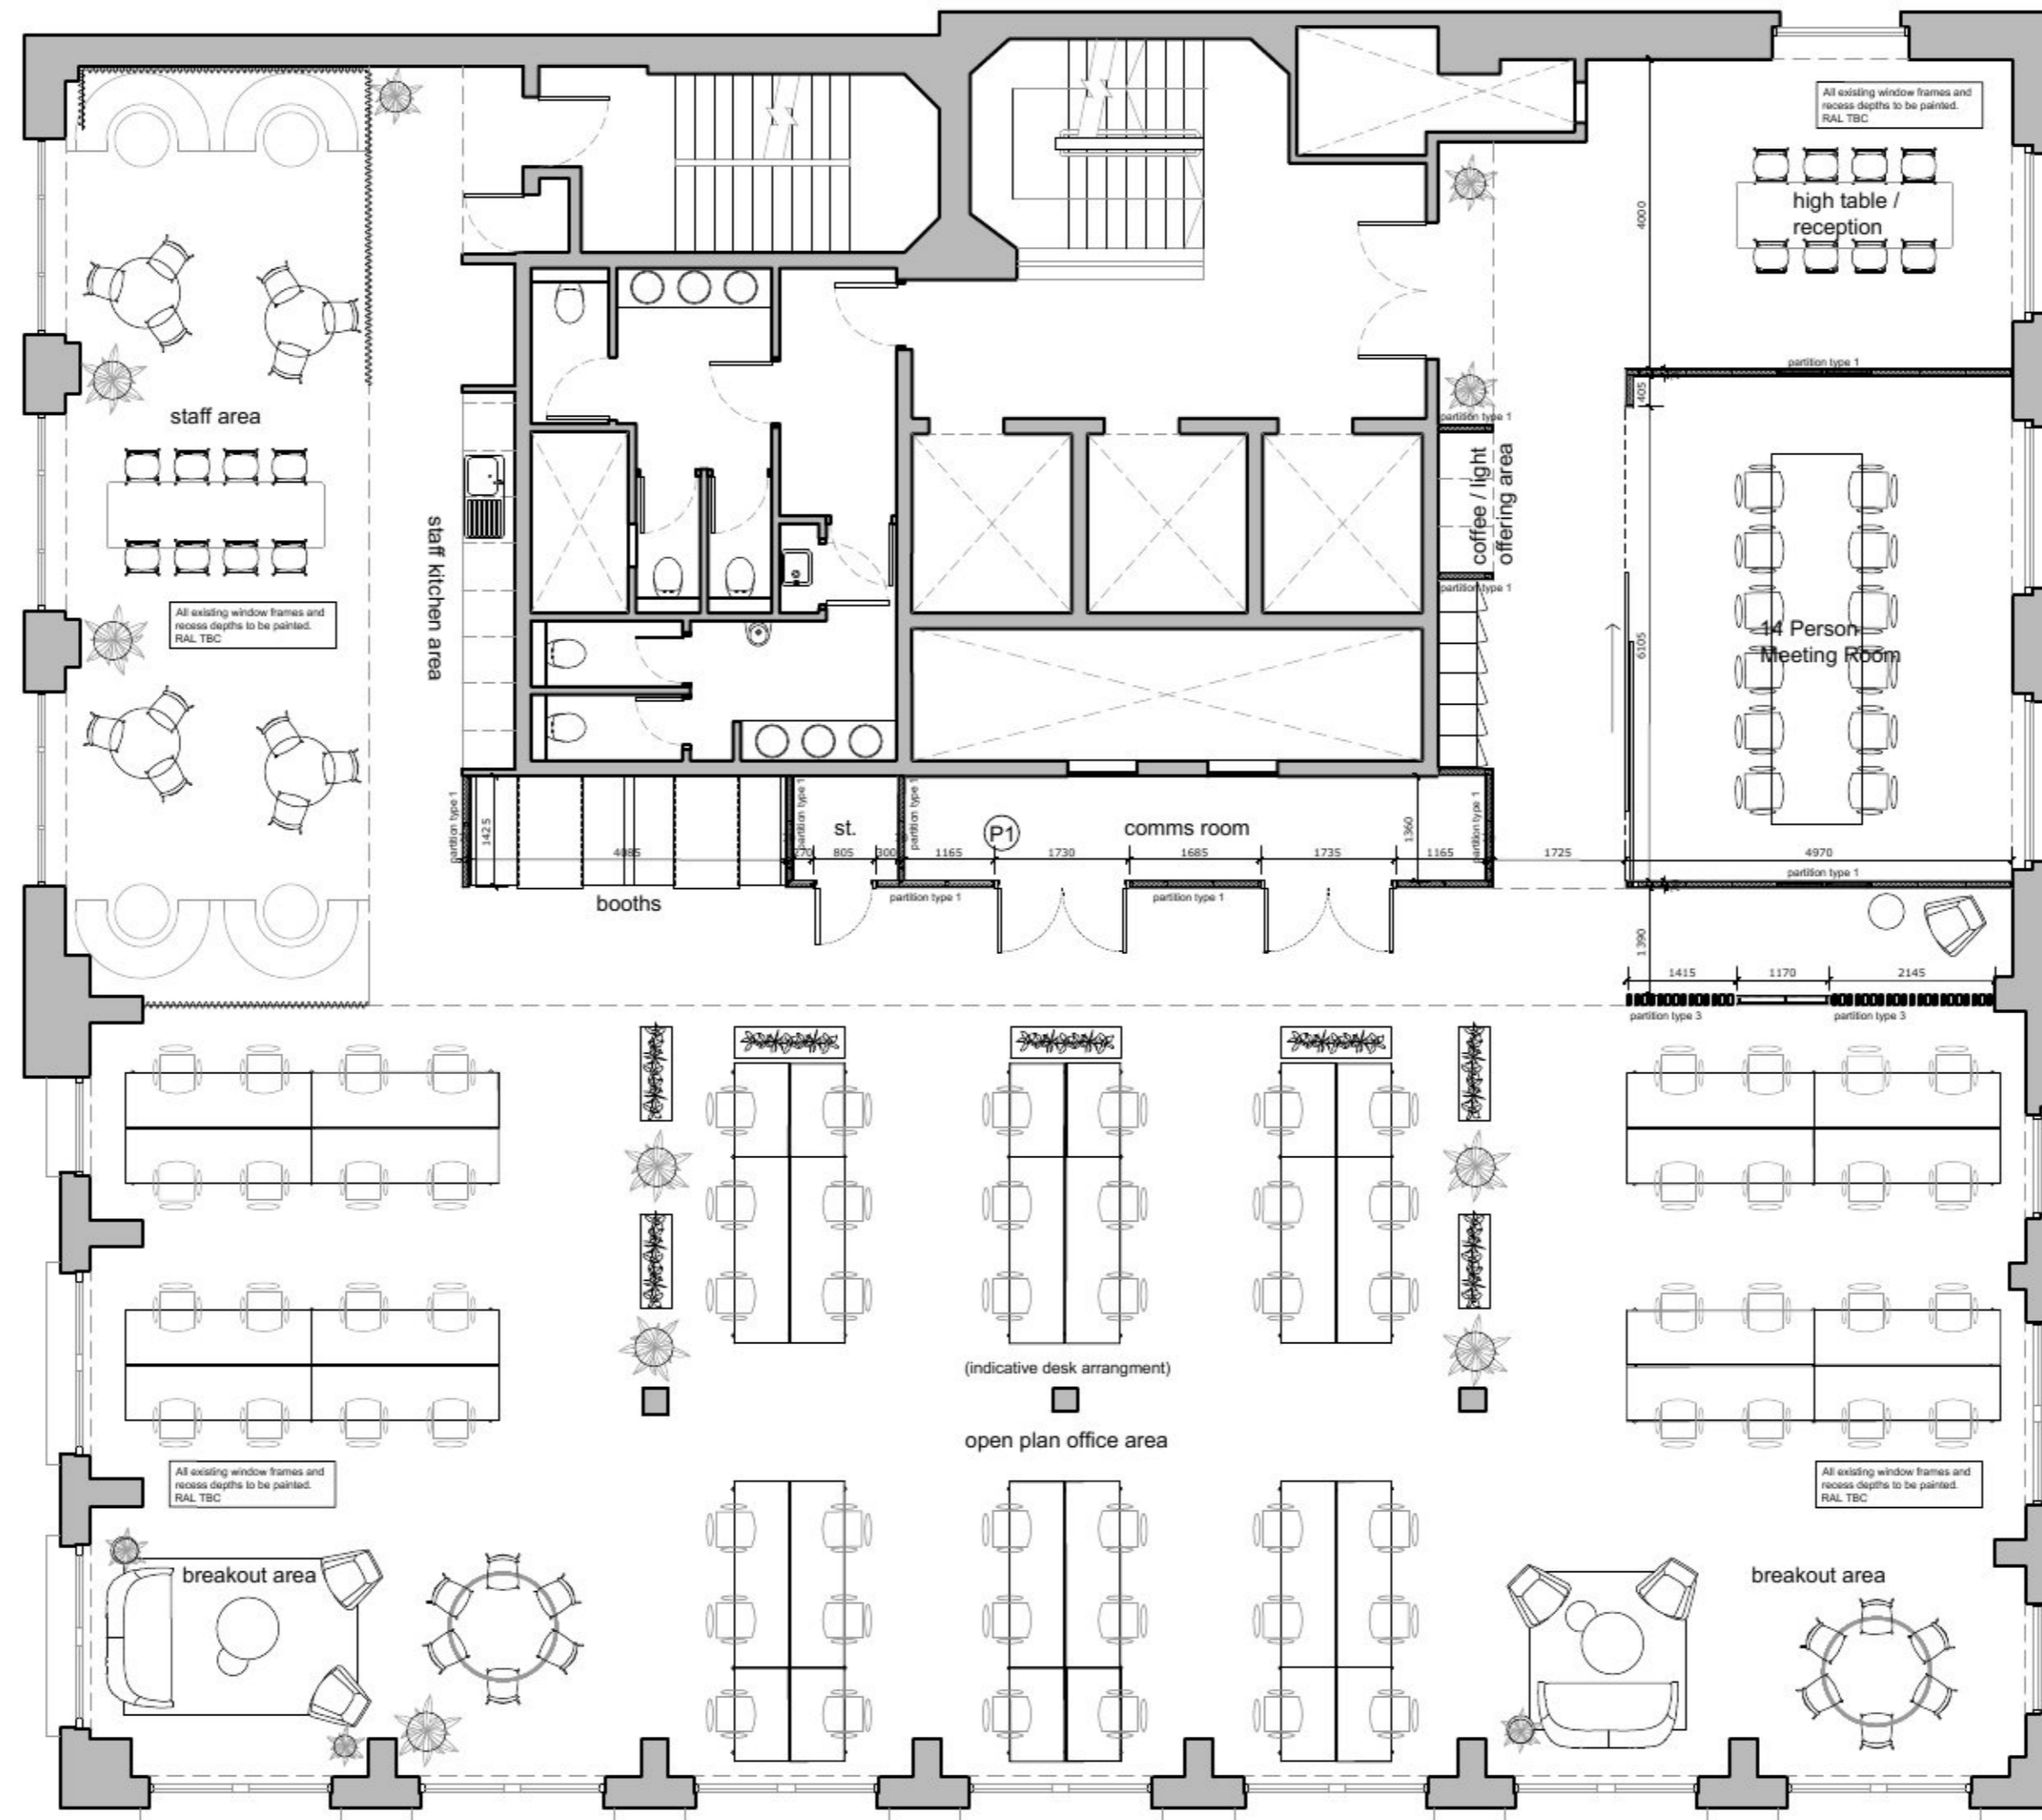 All existing window frames and
recess depths to be painted.
RAL TBC
high table /
reception
4000
partition type 1
405
staff area
partition type 1
coffee / light
offering area
partition type 1
staff kitchen area
All existing window frames and
recess depths to be painted.
RAL TBC
14 Person
Meeting Room
6105
partition type 1
1425
4085
partition type 1
270
st.
805
300
partition type 1
1165
P1
1730
comms room
1685
1735
1360
1165
partition type 1
1725
4970
partition type 1
booths
partition type 1
partition type 1
1390
1415
1170
2145
partition type 3
partition type 3
(indicative desk arrangment)
open plan office area
All existing window frames and
recess depths to be painted.
RAL TBC
All existing window frames and
recess depths to be painted.
RAL TBC
breakout area
breakout area